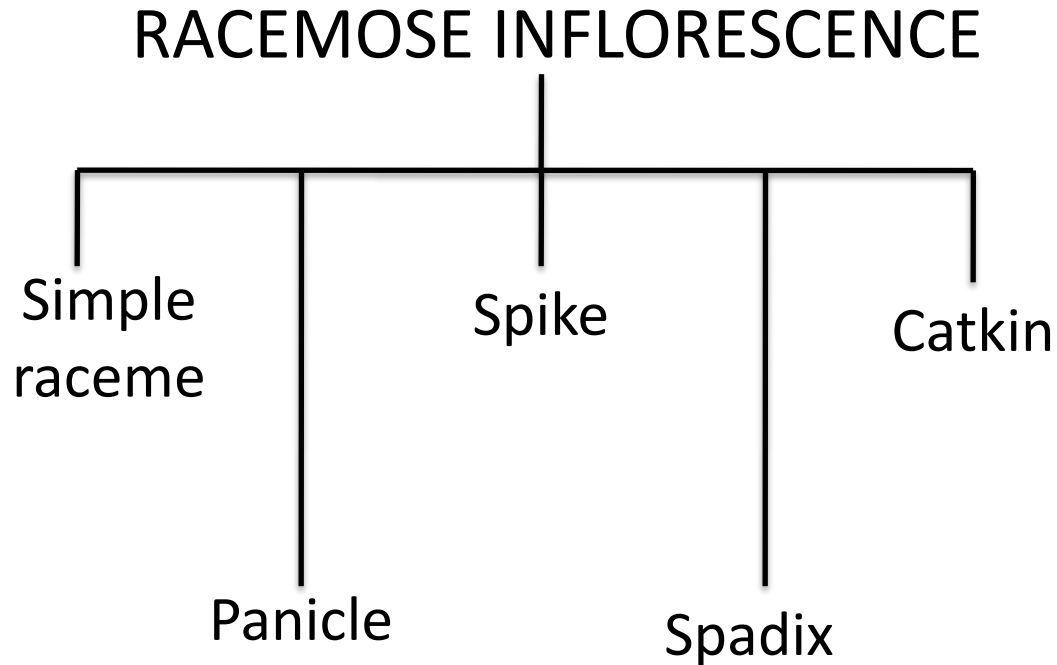 RACEMOSE INFLORESCENCE
Simple
raceme
Spike
Catkin
Panicle
Spadix